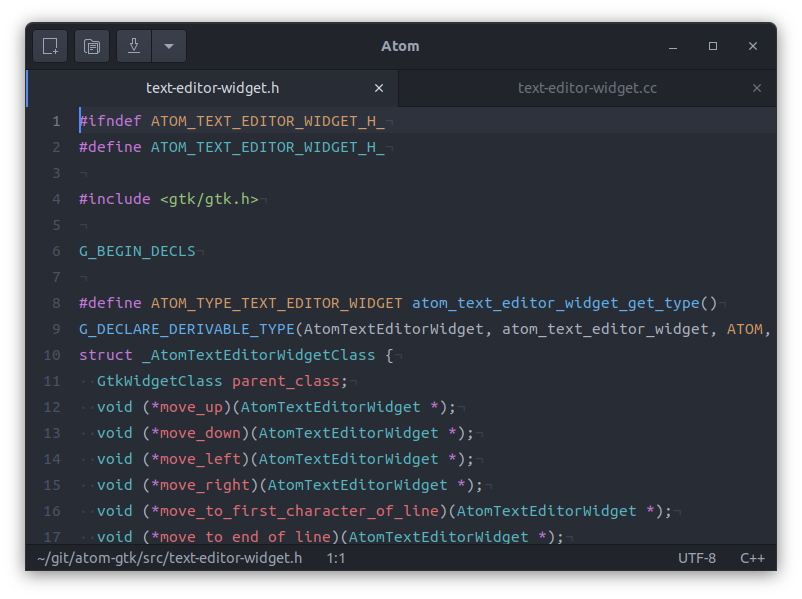 Atom
text-editor-widget.h
text-editor-widget.cc
1 #ifndef ATOM_TEXT_EDITOR_WIDGET_H_¬
2 #define ATOM_TEXT_EDITOR_WIDGET_H_¬
3 ¬
4 #include <gtk/gtk.h>¬
5 ¬
6 G_BEGIN_DECLS¬
7 ¬
8 #define ATOM_TYPE_TEXT_EDITOR_WIDGET atom_text_editor_widget_get_type()¬
9 G_DECLARE_DERIVABLE_TYPE(AtomTextEditorWidget, atom_text_editor_widget, ATOM,
10 struct _AtomTextEditorWidgetClass {¬
11 ··GtkWidgetClass parent_class;¬
12 ··void (*move_up)(AtomTextEditorWidget *);¬
13 ··void (*move_down)(AtomTextEditorWidget *);¬
14 ··void (*move_left)(AtomTextEditorWidget *);¬
15 ··void (*move_right)(AtomTextEditorWidget *);¬
16 ··void (*move_to_first_character_of_line)(AtomTextEditorWidget *);¬
17 ··void (*move_to_end_of_line)(AtomTextEditorWidget *);¬
~/git/atom-gtk/src/text-editor-widget.h 1:1 UTF-8 C++